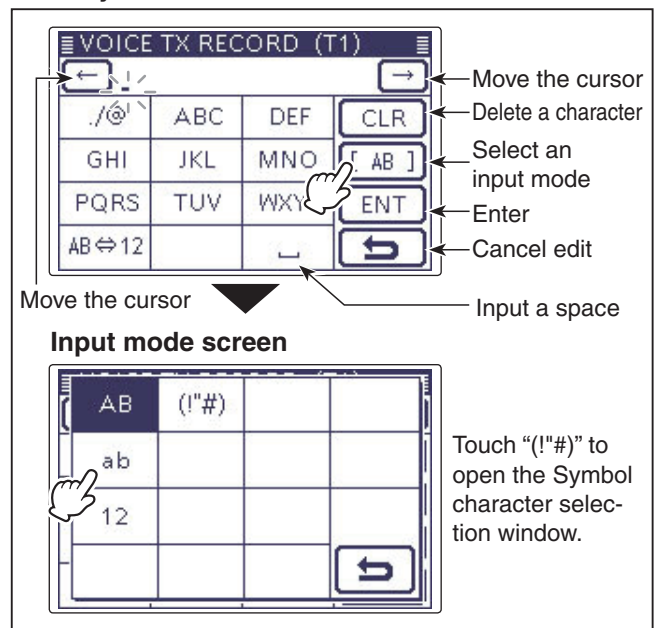 VOICE TX RECORD (T1)
← → Move the cursor
./@ ABC DEF CLR Delete a character
GHI JKL MNO [ AB ] Select an
input mode
PQRS TUV WXY ENT Enter
AB⇔12 ⎵ Cancel edit
Move the cursor Input a space
Input mode screen
AB (!"#)
ab
12
Touch “(!"#)” to
open the Symbol
character selec-
tion window.